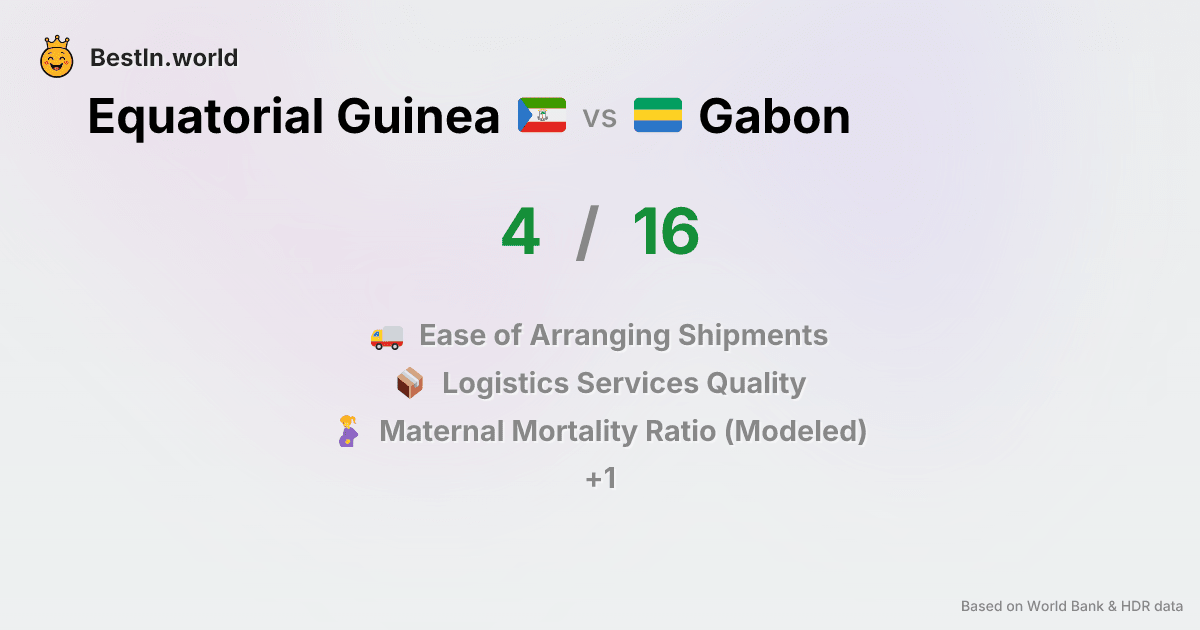 BestIn.world
Equatorial Guinea vs Gabon
4 / 16
Ease of Arranging Shipments
Logistics Services Quality
Maternal Mortality Ratio (Modeled)
+1
Based on World Bank & HDR data